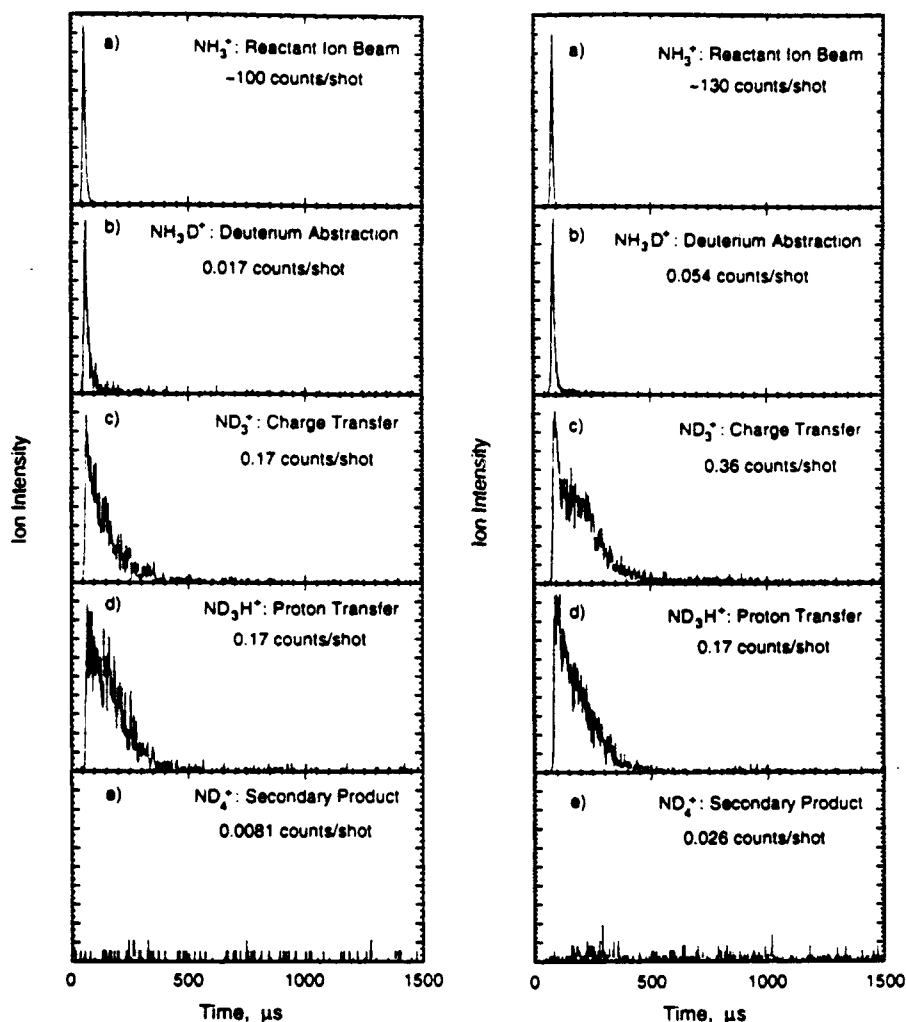 a)
NH₃⁺: Reactant Ion Beam
~100 counts/shot
b)
NH₃D⁺: Deuterium Abstraction
0.017 counts/shot
c)
ND₃⁺: Charge Transfer
0.17 counts/shot
d)
ND₃H⁺: Proton Transfer
0.17 counts/shot
e)
ND₄⁺: Secondary Product
0.0081 counts/shot
Ion Intensity
0 500 1000 1500
Time, µs
a)
NH₃⁺: Reactant Ion Beam
~130 counts/shot
b)
NH₃D⁺: Deuterium Abstraction
0.054 counts/shot
c)
ND₃⁺: Charge Transfer
0.36 counts/shot
d)
ND₃H⁺: Proton Transfer
0.17 counts/shot
e)
ND₄⁺: Secondary Product
0.026 counts/shot
Ion Intensity
0 500 1000 1500
Time, µs